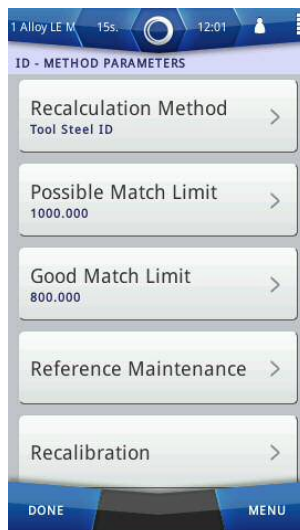 1 Alloy LE M 15s. 12:01
ID - METHOD PARAMETERS
Recalculation Method
Tool Steel ID
Possible Match Limit
1000.000
Good Match Limit
800.000
Reference Maintenance
Recalibration
DONE MENU